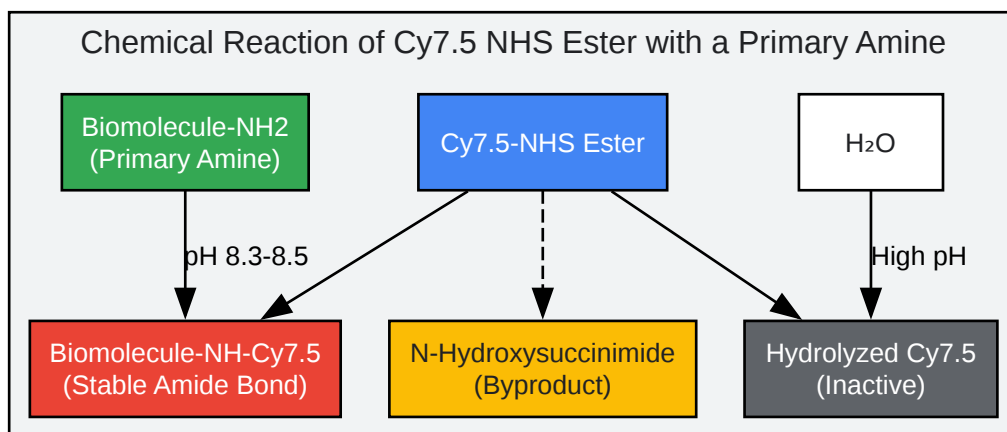 Chemical Reaction of Cy7.5 NHS Ester with a Primary Amine
Biomolecule-NH2
(Primary Amine)
Cy7.5-NHS Ester
H₂O
pH 8.3-8.5
High pH
Biomolecule-NH-Cy7.5
(Stable Amide Bond)
N-Hydroxysuccinimide
(Byproduct)
Hydrolyzed Cy7.5
(Inactive)